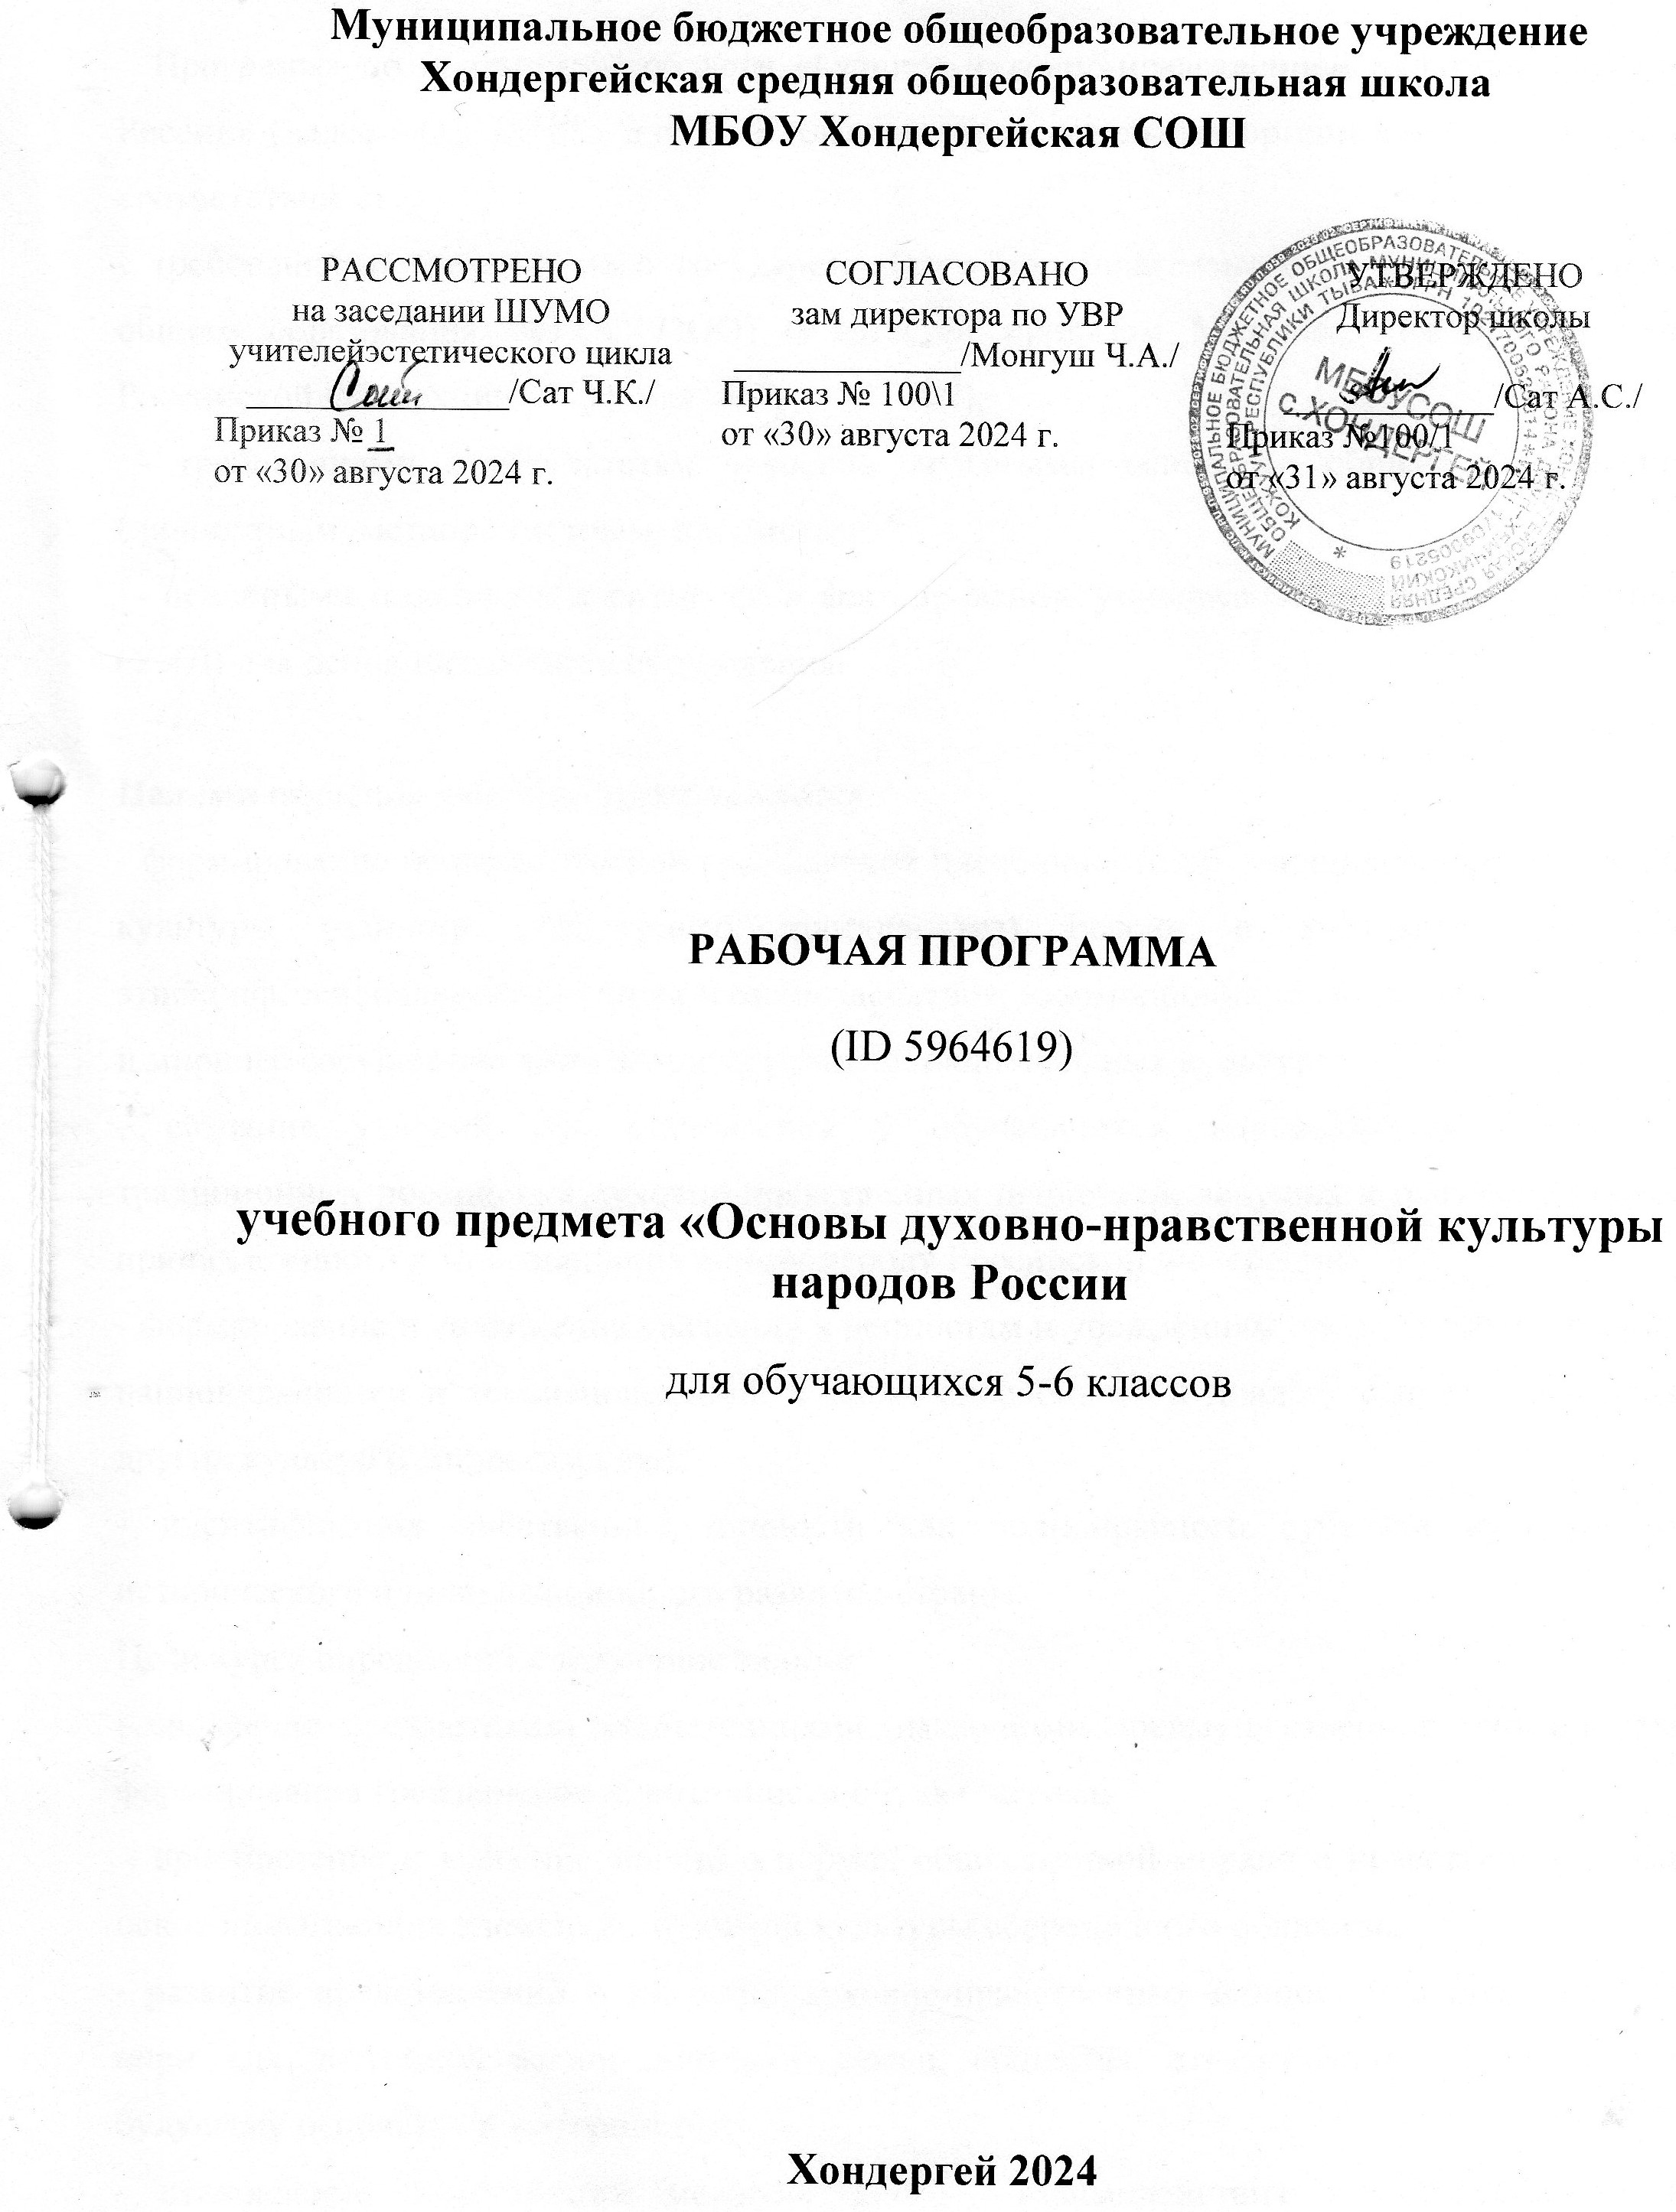 Муниципальное бюджетное общеобразовательное учреждение
Хондергейская средняя общеобразовательная школа
МБОУ Хондергейская СОШ
РАССМОТРЕНО
на заседании ШУМО
учителейэстетического цикла
/Сат Ч.К./
Приказ № 1
от «30» августа 2024 г.
СОГЛАСОВАНО
зам директора по УВР
/Монгуш Ч.А./
Приказ № 100\1
от «30» августа 2024 г.
УТВЕРЖДЕНО
Директор школы
/Сат А.С./
Приказ №100/1
от «31» августа 2024 г.
МБОУСОШ
С.ХОНДЕРГЕЙ
РАБОЧАЯ ПРОГРАММА
(ID 5964619)
учебного предмета «Основы духовно-нравственной культуры
народов России
для обучающихся 5-6 классов
Хондергей 2024